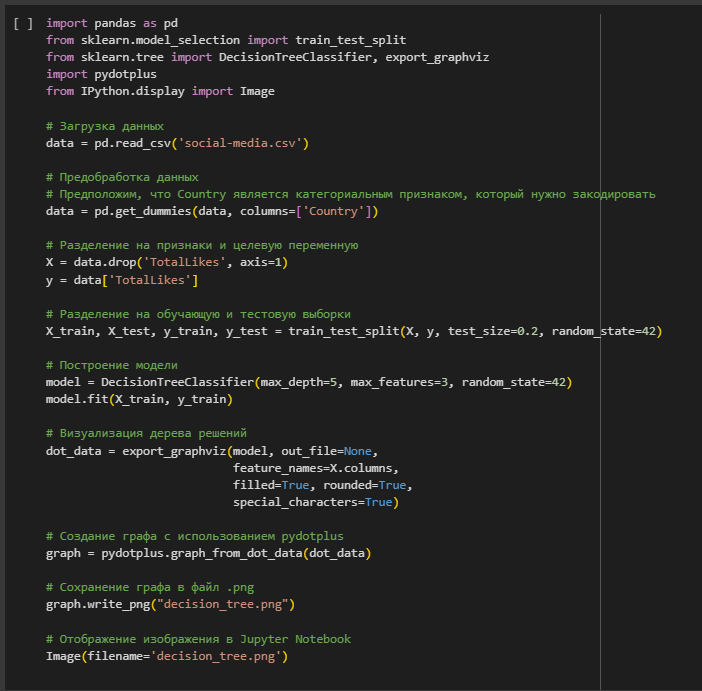 [ ] import pandas as pd
from sklearn.model_selection import train_test_split
from sklearn.tree import DecisionTreeClassifier, export_graphviz
import pydotplus
from IPython.display import Image

# Загрузка данных
data = pd.read_csv('social-media.csv')

# Предобработка данных
# Предположим, что Country является категориальным признаком, который нужно закодировать
data = pd.get_dummies(data, columns=['Country'])

# Разделение на признаки и целевую переменную
X = data.drop('TotalLikes', axis=1)
y = data['TotalLikes']

# Разделение на обучающую и тестовую выборки
X_train, X_test, y_train, y_test = train_test_split(X, y, test_size=0.2, random_state=42)

# Построение модели
model = DecisionTreeClassifier(max_depth=5, max_features=3, random_state=42)
model.fit(X_train, y_train)

# Визуализация дерева решений
dot_data = export_graphviz(model, out_file=None,
                           feature_names=X.columns,
                           filled=True, rounded=True,
                           special_characters=True)

# Создание графа с использованием pydotplus
graph = pydotplus.graph_from_dot_data(dot_data)

# Сохранение графа в файл .png
graph.write_png("decision_tree.png")

# Отображение изображения в Jupyter Notebook
Image(filename='decision_tree.png')